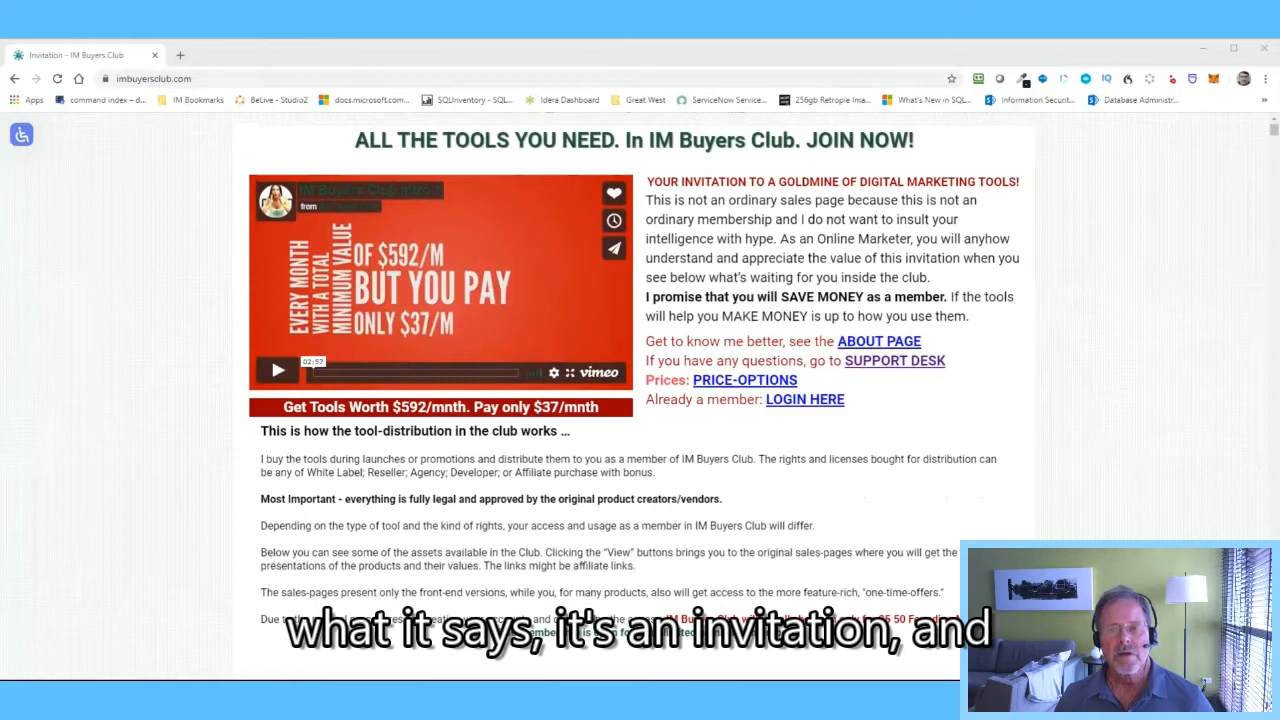 Invitation - IM Buyers Club
imbuyersclub.com
Apps
command index – d...
IM Bookmarks
BeLive - Studio2
docs.microsoft.com...
SQLInventory - SQL...
Idera Dashboard
Great West
ServiceNow Service...
256gb Retropie Ima...
What's New in SQL...
Information Securit...
Database Administr...
ALL THE TOOLS YOU NEED. In IM Buyers Club. JOIN NOW!
IM Buyers Club Intro
from
EVERY MONTH
WITH A TOTAL
MINIMUM VALUE
OF $592/M
BUT YOU PAY
ONLY $37/M
02:57
vimeo
Get Tools Worth $592/mnth. Pay only $37/mnth
YOUR INVITATION TO A GOLDMINE OF DIGITAL MARKETING TOOLS!
This is not an ordinary sales page because this is not an
ordinary membership and I do not want to insult your
intelligence with hype. As an Online Marketer, you will anyhow
understand and appreciate the value of this invitation when you
see below what's waiting for you inside the club.
I promise that you will SAVE MONEY as a member. If the tools
will help you MAKE MONEY is up to how you use them.
Get to know me better, see the ABOUT PAGE
If you have any questions, go to SUPPORT DESK
Prices: PRICE-OPTIONS
Already a member: LOGIN HERE
This is how the tool-distribution in the club works ...
I buy the tools during launches or promotions and distribute them to you as a member of IM Buyers Club. The rights and licenses bought for distribution can
be any of White Label; Reseller; Agency; Developer; or Affiliate purchase with bonus.
Most Important - everything is fully legal and approved by the original product creators/vendors.
Depending on the type of tool and the kind of rights, your access and usage as a member in IM Buyers Club will differ.
Below you can see some of the assets available in the Club. Clicking the “View” buttons brings you to the original sales-pages where you will get the
presentations of the products and their values. The links might be affiliate links.
The sales-pages present only the front-end versions, while you, for many products, also will get access to the more feature-rich, "one-time-offers."
what it says, it's an invitation, and